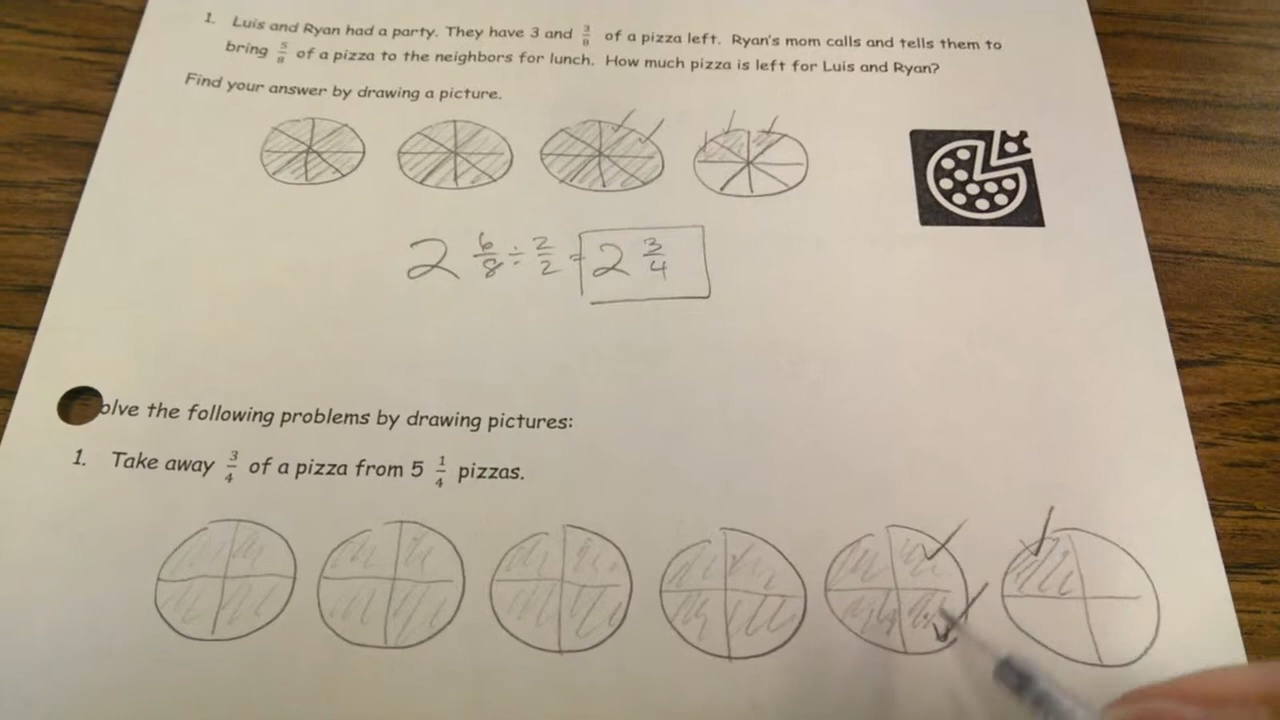 1. Luis and Ryan had a party. They have 3 and 3/8 of a pizza left. Ryan's mom calls and tells them to
bring 5/8 of a pizza to the neighbors for lunch. How much pizza is left for Luis and Ryan?
Find your answer by drawing a picture.
2 6/8 ÷ 2/2 = 2 3/4
olve the following problems by drawing pictures:
1. Take away 3/4 of a pizza from 5 1/4 pizzas.